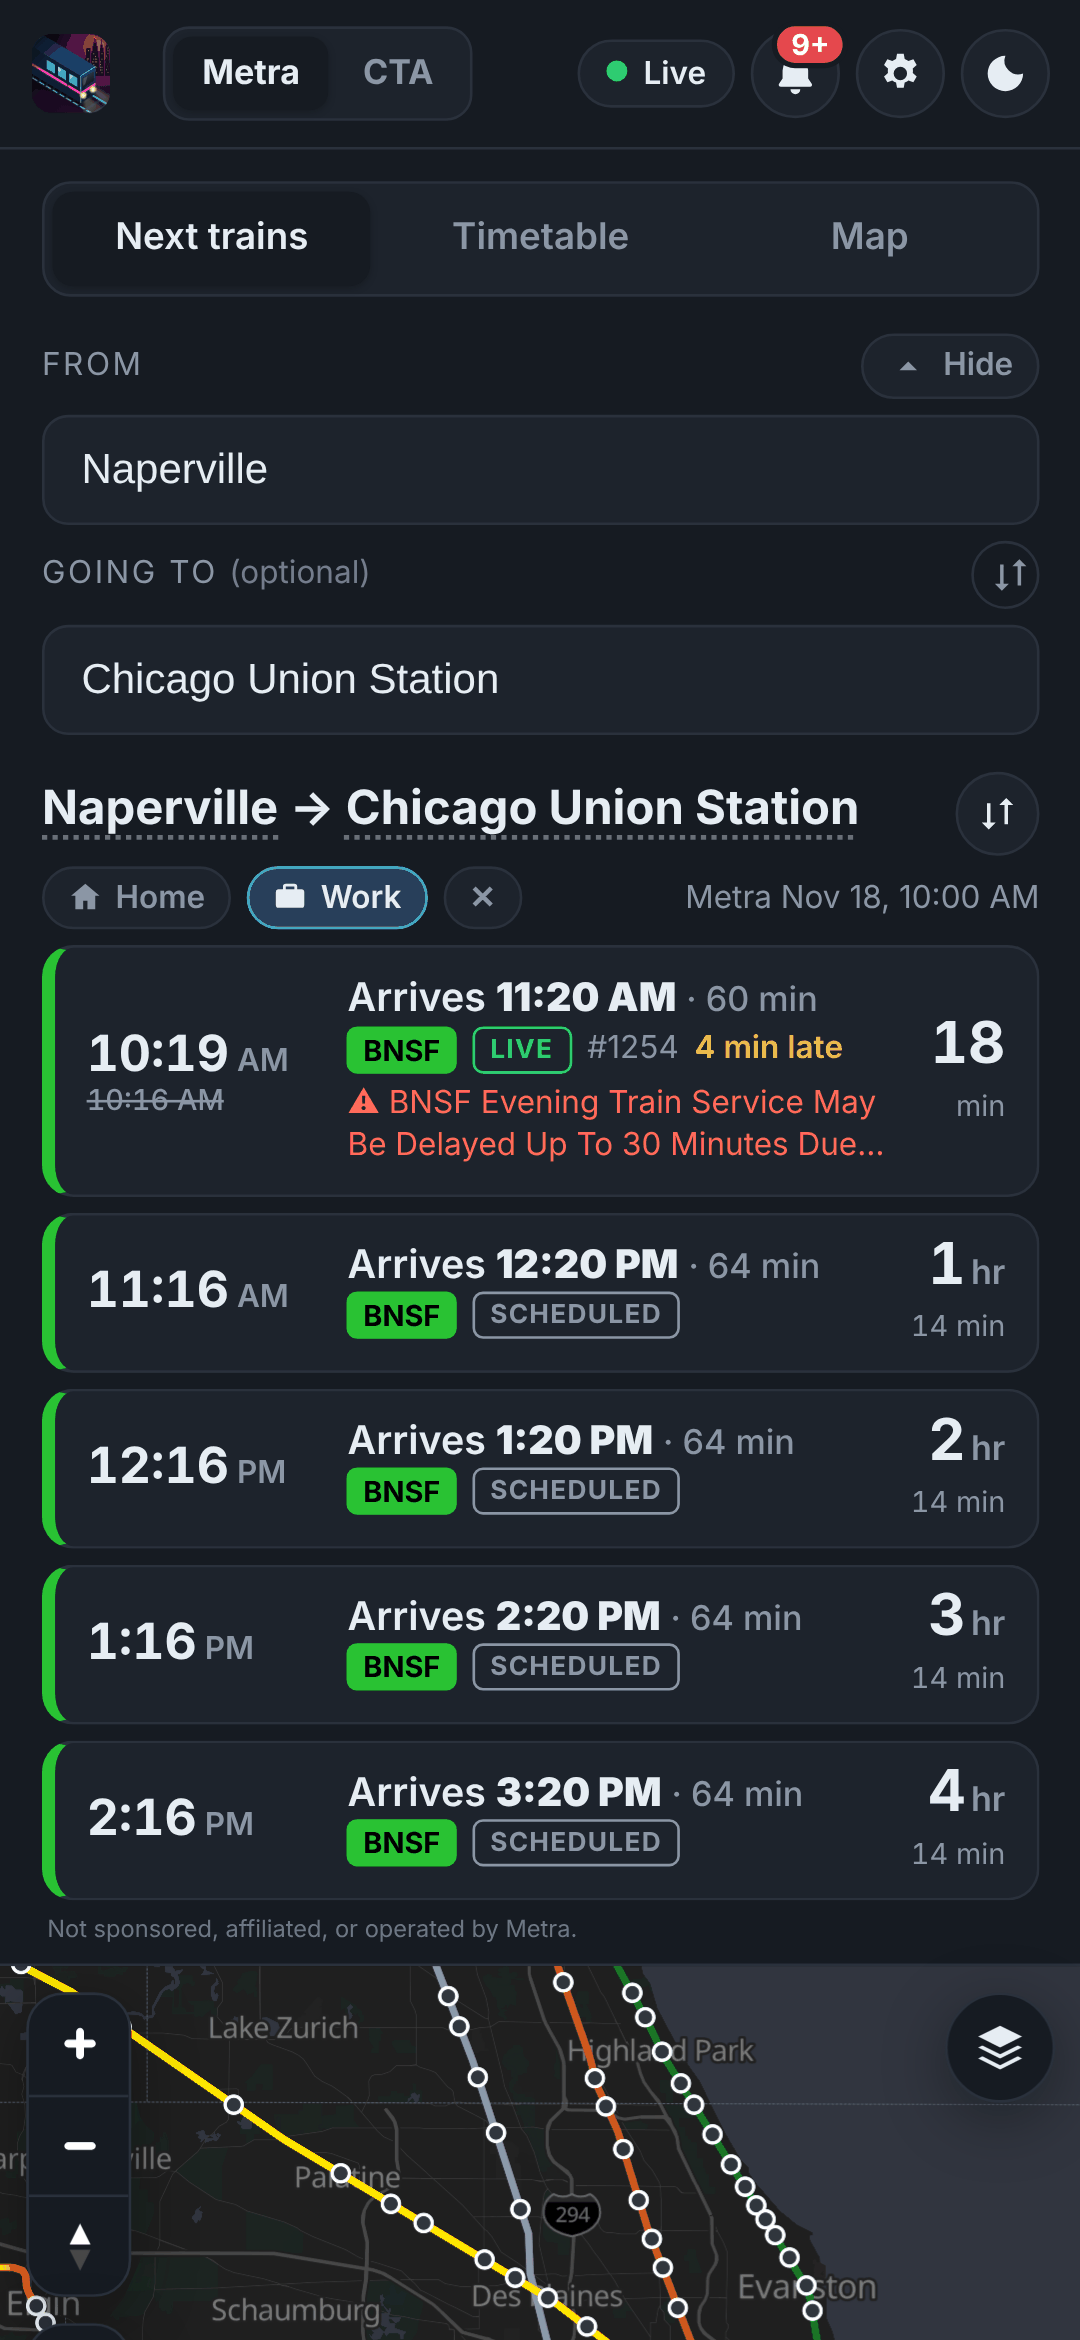 Metra
CTA
Live
9+
Next trains
Timetable
Map
FROM
Hide
Naperville
GOING TO (optional)
Chicago Union Station
Naperville → Chicago Union Station
Home
Work
Metra Nov 18, 10:00 AM
10:19 AM
10:16 AM
Arrives 11:20 AM · 60 min
BNSF LIVE #1254 4 min late
⚠ BNSF Evening Train Service May
Be Delayed Up To 30 Minutes Due...
18
min
11:16 AM
Arrives 12:20 PM · 64 min
BNSF SCHEDULED
1 hr
14 min
12:16 PM
Arrives 1:20 PM · 64 min
BNSF SCHEDULED
2 hr
14 min
1:16 PM
Arrives 2:20 PM · 64 min
BNSF SCHEDULED
3 hr
14 min
2:16 PM
Arrives 3:20 PM · 64 min
BNSF SCHEDULED
4 hr
14 min
Not sponsored, affiliated, or operated by Metra.
Lake Zurich
Highland Park
Palatine
294
Des Plaines
Evanston
Elgin
Schaumburg